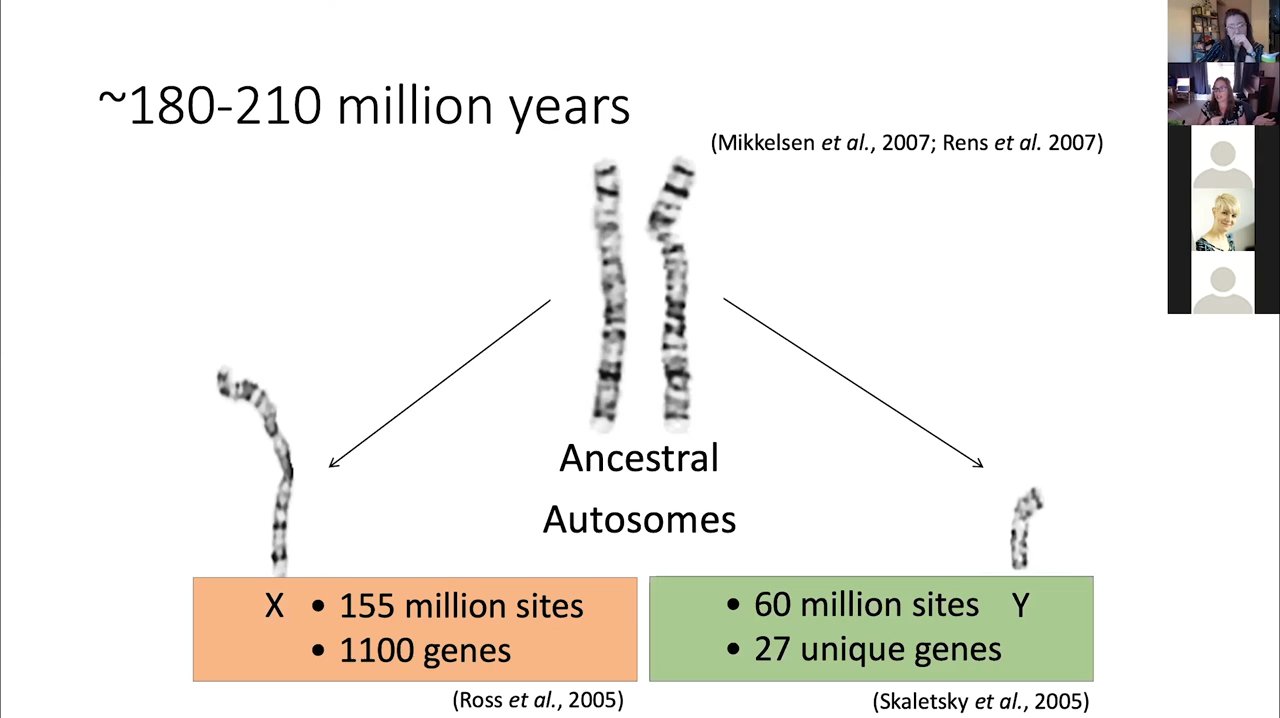 ~180-210 million years
(Mikkelsen et al., 2007; Rens et al. 2007)
Ancestral
Autosomes
X • 155 million sites
• 1100 genes
(Ross et al., 2005)
• 60 million sites Y
• 27 unique genes
(Skaletsky et al., 2005)